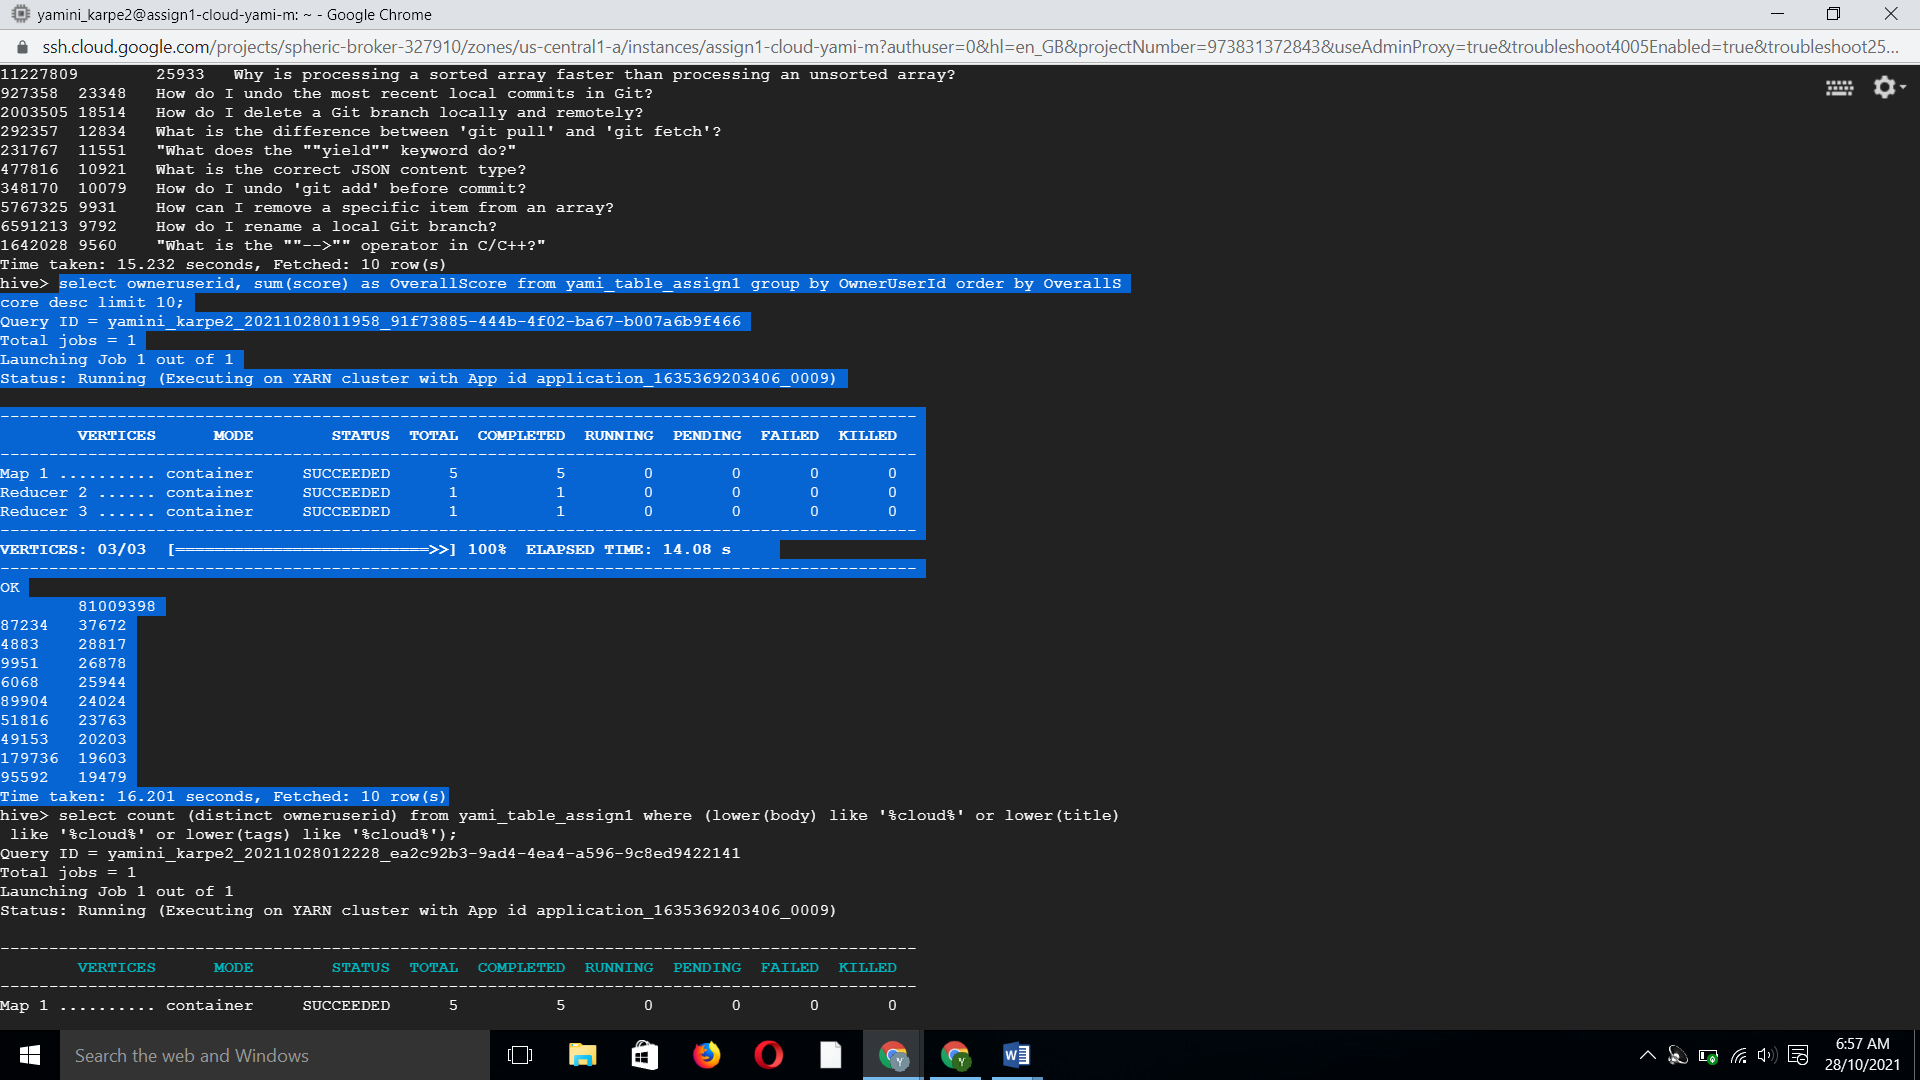 yamini_karpe2@assign1-cloud-yami-m: ~ - Google Chrome
ssh.cloud.google.com/projects/spheric-broker-327910/zones/us-central1-a/instances/assign1-cloud-yami-m?authuser=0&hl=en_GB&projectNumber=973831372843&useAdminProxy=true&troubleshoot4005Enabled=true&troubleshoot25...
11227809        25933   Why is processing a sorted array faster than processing an unsorted array?
927358  23348   How do I undo the most recent local commits in Git?
2003505 18514   How do I delete a Git branch locally and remotely?
292357  12834   What is the difference between 'git pull' and 'git fetch'?
231767  11551   "What does the ""yield"" keyword do?"
477816  10921   What is the correct JSON content type?
348170  10079   How do I undo 'git add' before commit?
5767325 9931    How can I remove a specific item from an array?
6591213 9792    How do I rename a local Git branch?
1642028 9560    "What is the ""-->"" operator in C/C++?"
Time taken: 15.232 seconds, Fetched: 10 row(s)
hive> select owneruserid, sum(score) as OverallScore from yami_table_assign1 group by OwnerUserId order by OverallS
core desc limit 10;
Query ID = yamini_karpe2_20211028011958_91f73885-444b-4f02-ba67-b007a6b9f466
Total jobs = 1
Launching Job 1 out of 1
Status: Running (Executing on YARN cluster with App id application_1635369203406_0009)
----------------------------------------------------------------------------------------------
        VERTICES      MODE        STATUS  TOTAL  COMPLETED  RUNNING  PENDING  FAILED  KILLED
----------------------------------------------------------------------------------------------
Map 1 .......... container     SUCCEEDED      5          5        0        0       0       0
Reducer 2 ...... container     SUCCEEDED      1          1        0        0       0       0
Reducer 3 ...... container     SUCCEEDED      1          1        0        0       0       0
----------------------------------------------------------------------------------------------
VERTICES: 03/03  [==========================>>] 100%  ELAPSED TIME: 14.08 s
----------------------------------------------------------------------------------------------
OK
        81009398
87234   37672
4883    28817
9951    26878
6068    25944
89904   24024
51816   23763
49153   20203
179736  19603
95592   19479
Time taken: 16.201 seconds, Fetched: 10 row(s)
hive> select count (distinct owneruserid) from yami_table_assign1 where (lower(body) like '%cloud%' or lower(title)
 like '%cloud%' or lower(tags) like '%cloud%');
Query ID = yamini_karpe2_20211028012228_ea2c92b3-9ad4-4ea4-a596-9c8ed9422141
Total jobs = 1
Launching Job 1 out of 1
Status: Running (Executing on YARN cluster with App id application_1635369203406_0009)
----------------------------------------------------------------------------------------------
        VERTICES      MODE        STATUS  TOTAL  COMPLETED  RUNNING  PENDING  FAILED  KILLED
----------------------------------------------------------------------------------------------
Map 1 .......... container     SUCCEEDED      5          5        0        0       0       0
Search the web and Windows
6:57 AM
28/10/2021